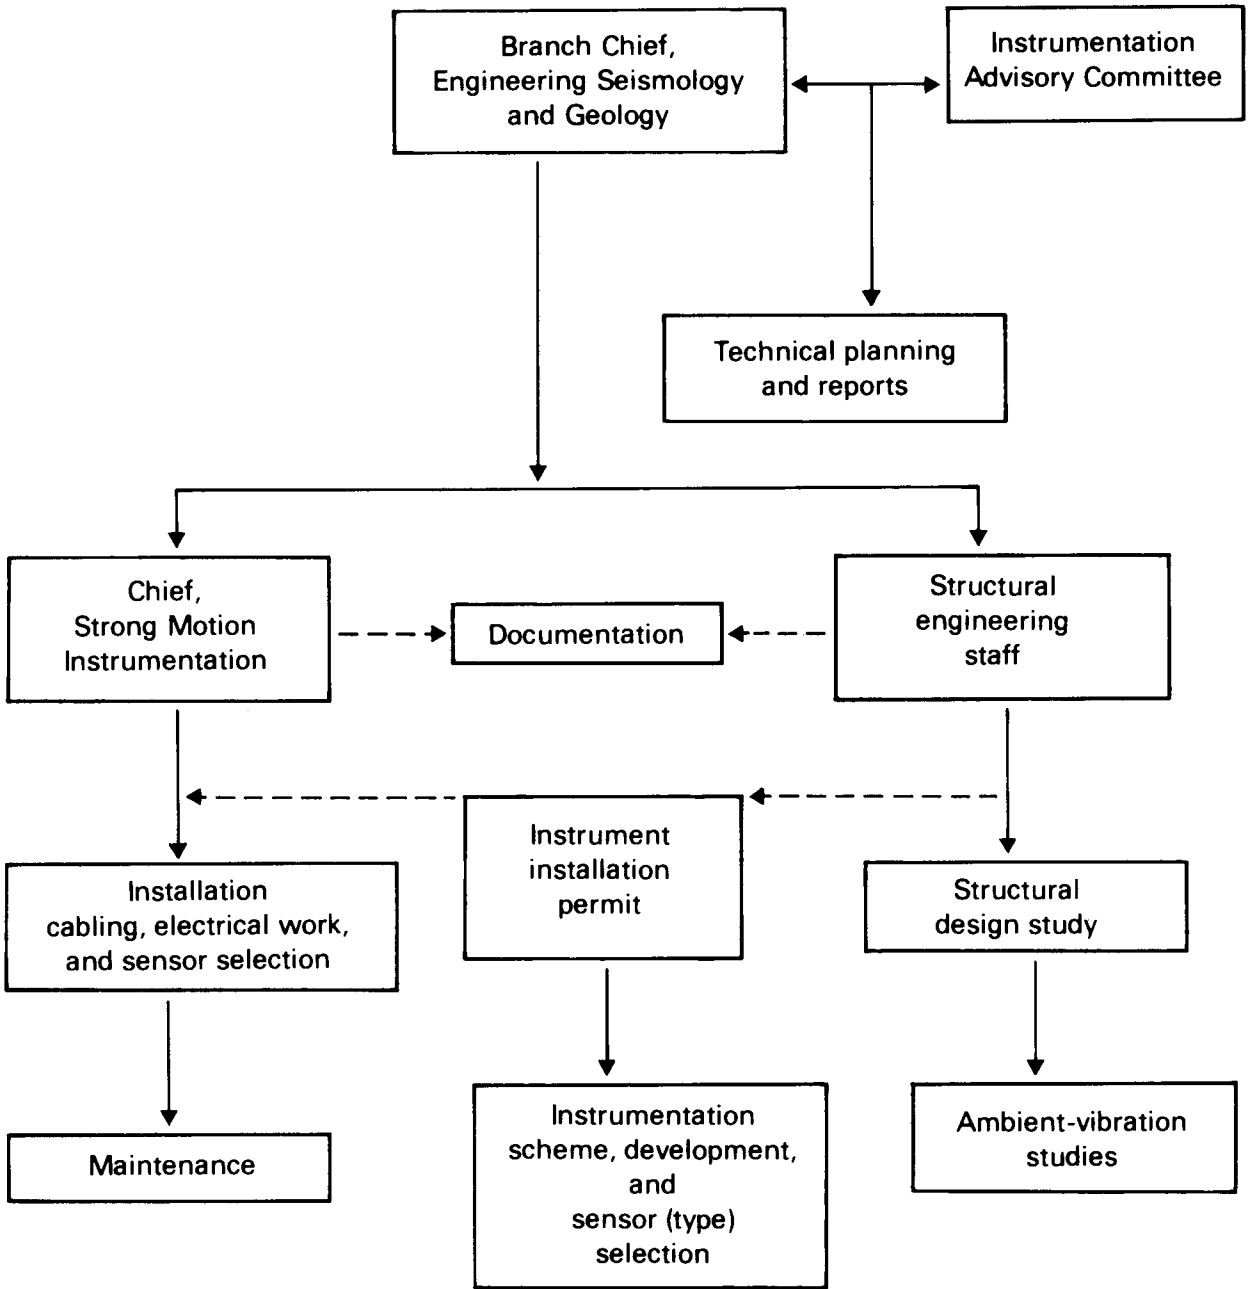 Branch Chief,
Engineering Seismology
and Geology
Instrumentation
Advisory Committee
Technical planning
and reports
Chief,
Strong Motion
Instrumentation
Documentation
Structural
engineering
staff
Installation
cabling, electrical work,
and sensor selection
Instrument
installation
permit
Structural
design study
Maintenance
Instrumentation
scheme, development,
and
sensor (type)
selection
Ambient-vibration
studies